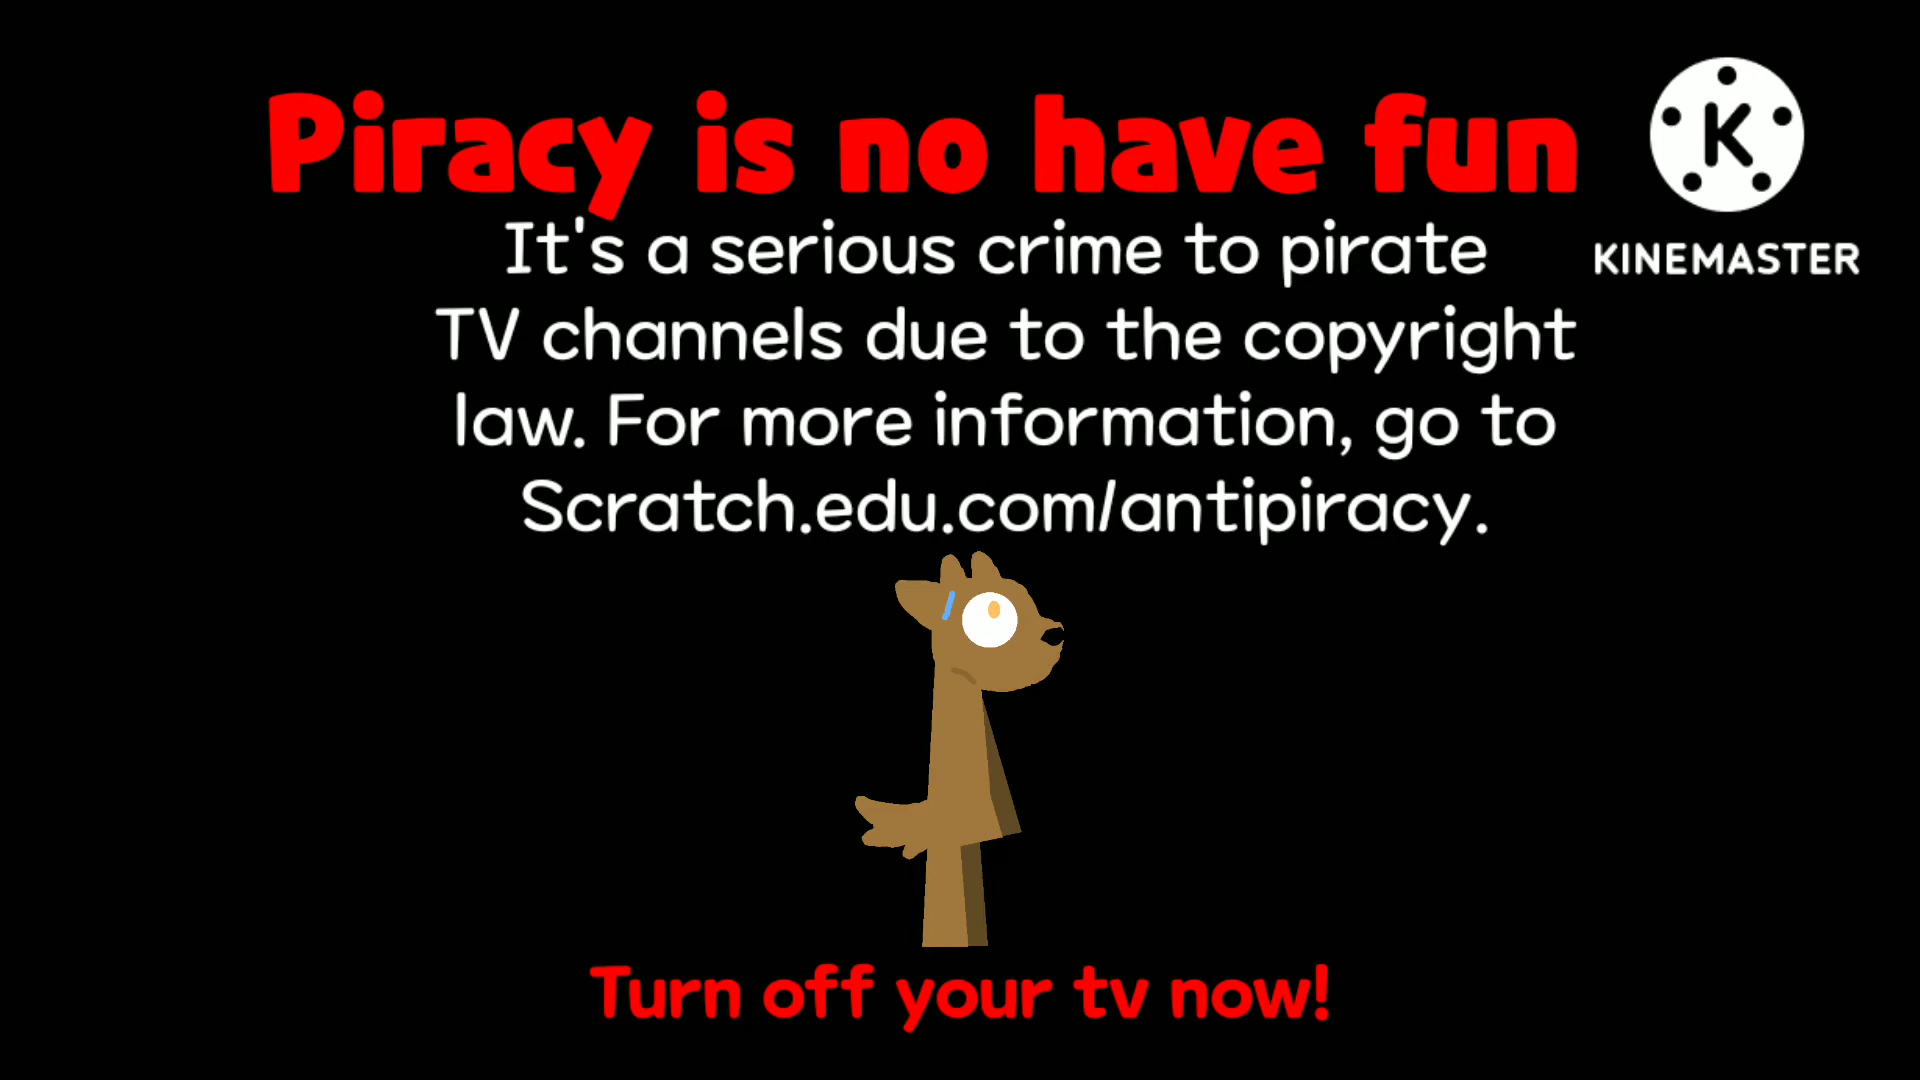 Piracy is no have fun
It's a serious crime to pirate
TV channels due to the copyright
law. For more information, go to
Scratch.edu.com/antipiracy.
K
KINEMASTER
Turn off your tv now!